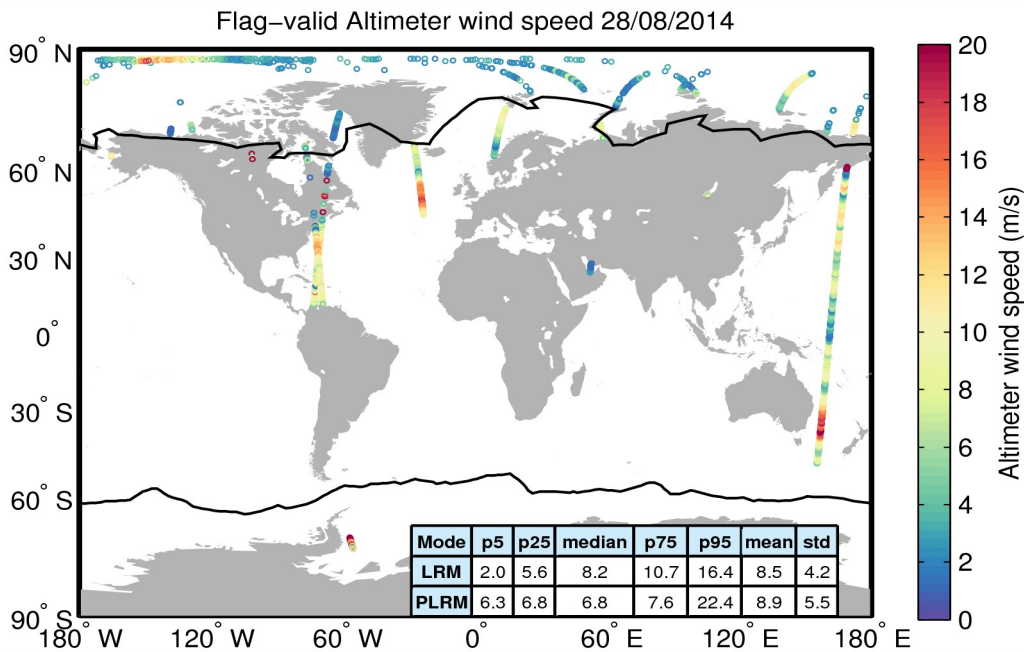 Flag−valid Altimeter wind speed 28/08/2014
90° N
60° N
30° N
0°
30° S
60° S
90° S
180° W
120° W
60° W
0°
60° E
120° E
180° E
Mode p5 p25 median p75 p95 mean std
LRM 2.0 5.6 8.2 10.7 16.4 8.5 4.2
PLRM 6.3 6.8 6.8 7.6 22.4 8.9 5.5
20
18
16
14
12
10
8
6
4
2
0
Altimeter wind speed (m/s)